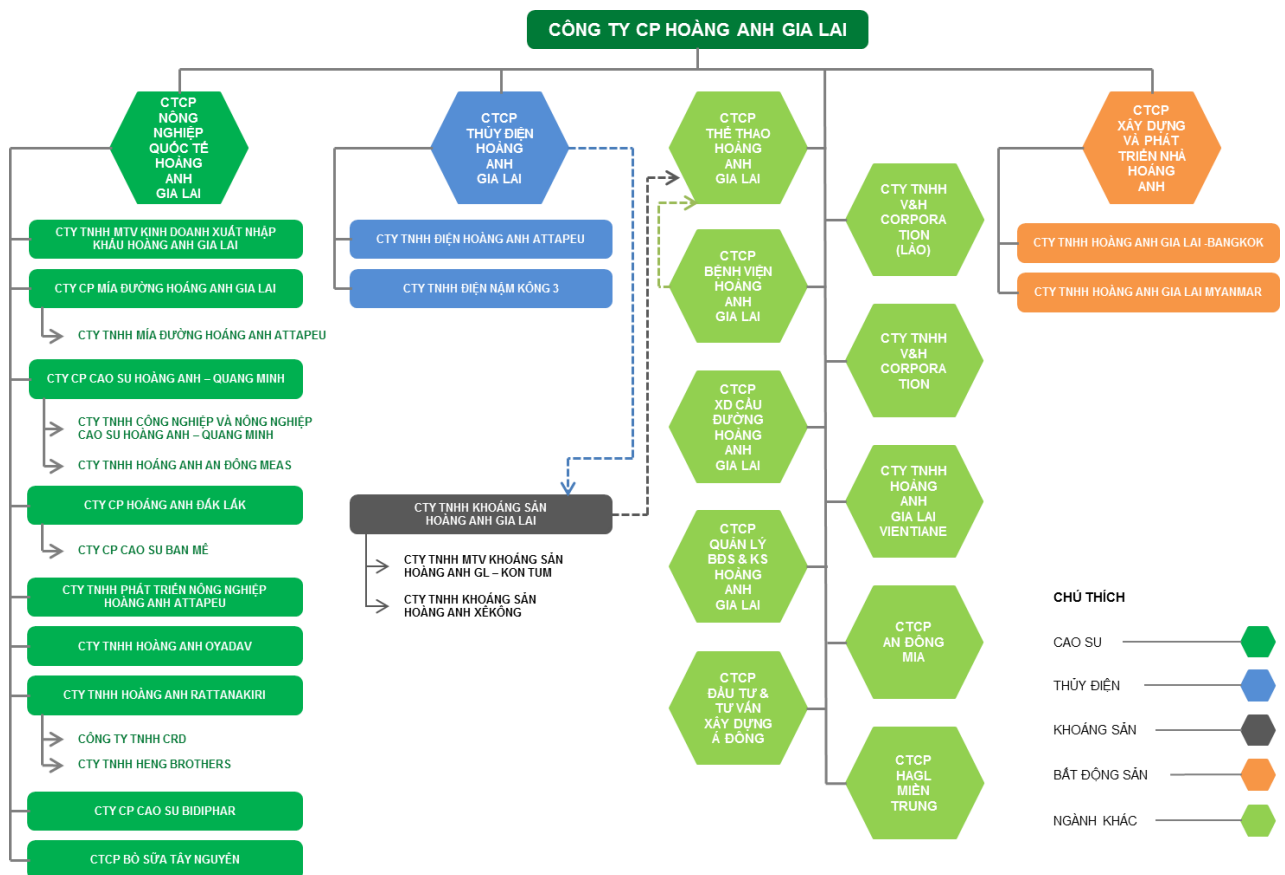 CÔNG TY CP HOÀNG ANH GIA LAI
CTCP
NÔNG
NGHIỆP
QUỐC TẾ
HOÀNG
ANH
GIA LAI
CTY TNHH MTV KINH DOANH XUẤT NHẬP
KHẨU HOÀNG ANH GIA LAI
CTY CP MÍA ĐƯỜNG HOÀNG ANH GIA LAI
CTY TNHH MÍA ĐƯỜNG HOÀNG ANH ATTAPEU
CTY CP CAO SU HOÀNG ANH – QUANG MINH
CTY TNHH CÔNG NGHIỆP VÀ NÔNG NGHIỆP
CAO SU HOÀNG ANH – QUANG MINH
CTY TNHH HOÀNG ANH AN ĐÔNG MEAS
CTY CP HOÀNG ANH ĐẮK LẮK
CTY CP CAO SU BAN MÊ
CTY TNHH PHÁT TRIỂN NÔNG NGHIỆP
HOÀNG ANH ATTAPEU
CTY TNHH HOÀNG ANH OYADAV
CTY TNHH HOÀNG ANH RATTANAKIRI
CÔNG TY TNHH CRD
CTY TNHH HENG BROTHERS
CTY CP CAO SU BIDIPHAR
CTCP BÒ SỮA TÂY NGUYÊN
CTCP
THỦY ĐIỆN
HOÀNG
ANH
GIA LAI
CTY TNHH ĐIỆN HOÀNG ANH ATTAPEU
CTY TNHH ĐIỆN NẬM KÔNG 3
CTY TNHH KHOÁNG SẢN
HOÀNG ANH GIA LAI
CTY TNHH MTV KHOÁNG SẢN
HOÀNG ANH GL – KON TUM
CTY TNHH KHOÁNG SẢN
HOÀNG ANH XÊKÔNG
CTCP
THỂ THAO
HOÀNG
ANH
GIA LAI
CTCP
BỆNH VIỆN
HOÀNG
ANH
GIA LAI
CTCP
XD CẦU
ĐƯỜNG
HOÀNG
ANH
GIA LAI
CTCP
QUẢN LÝ
BĐS & KS
HOÀNG
ANH
GIA LAI
CTCP
ĐẦU TƯ &
TƯ VẤN
XÂY DỰNG
Á ĐÔNG
CTY TNHH
V&H
CORPORA
TION
(LÀO)
CTY TNHH
V&H
CORPORA
TION
CTY TNHH
HOÀNG
ANH
GIA LAI
VIENTIANE
CTCP
AN ĐÔNG
MIA
CTCP
HAGL
MIỀN
TRUNG
CTCP
XÂY DỰNG
VÀ PHÁT
TRIỂN NHÀ
HOÀNG
ANH
CTY TNHH HOÀNG ANH GIA LAI -BANGKOK
CTY TNHH HOÀNG ANH GIA LAI MYANMAR
CHÚ THÍCH
CAO SU
THỦY ĐIỆN
KHOÁNG SẢN
BẤT ĐỘNG SẢN
NGÀNH KHÁC